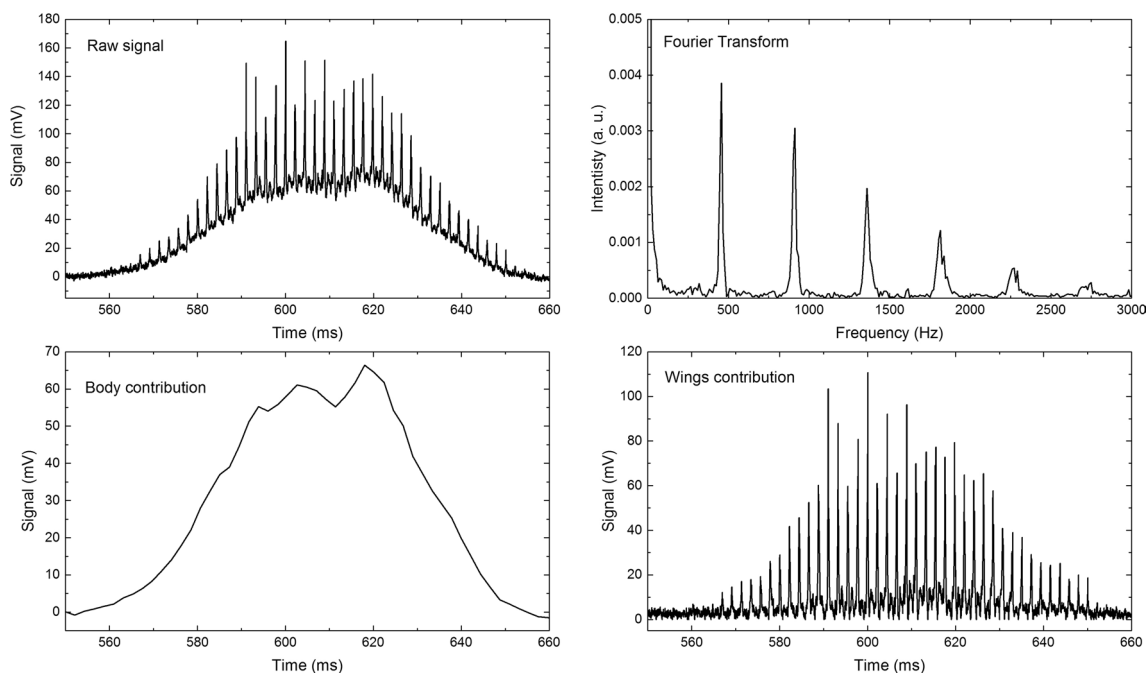 Raw signal
Signal (mV)
180
160
140
120
100
80
60
40
20
0
560 580 600 620 640 660
Time (ms)
Fourier Transform
Intentisty (a. u.)
0.005
0.004
0.003
0.002
0.001
0.000
0 500 1000 1500 2000 2500 3000
Frequency (Hz)
Body contribution
Signal (mV)
70
60
50
40
30
20
10
0
560 580 600 620 640 660
Time (ms)
Wings contribution
Signal (mV)
120
100
80
60
40
20
0
560 580 600 620 640 660
Time (ms)